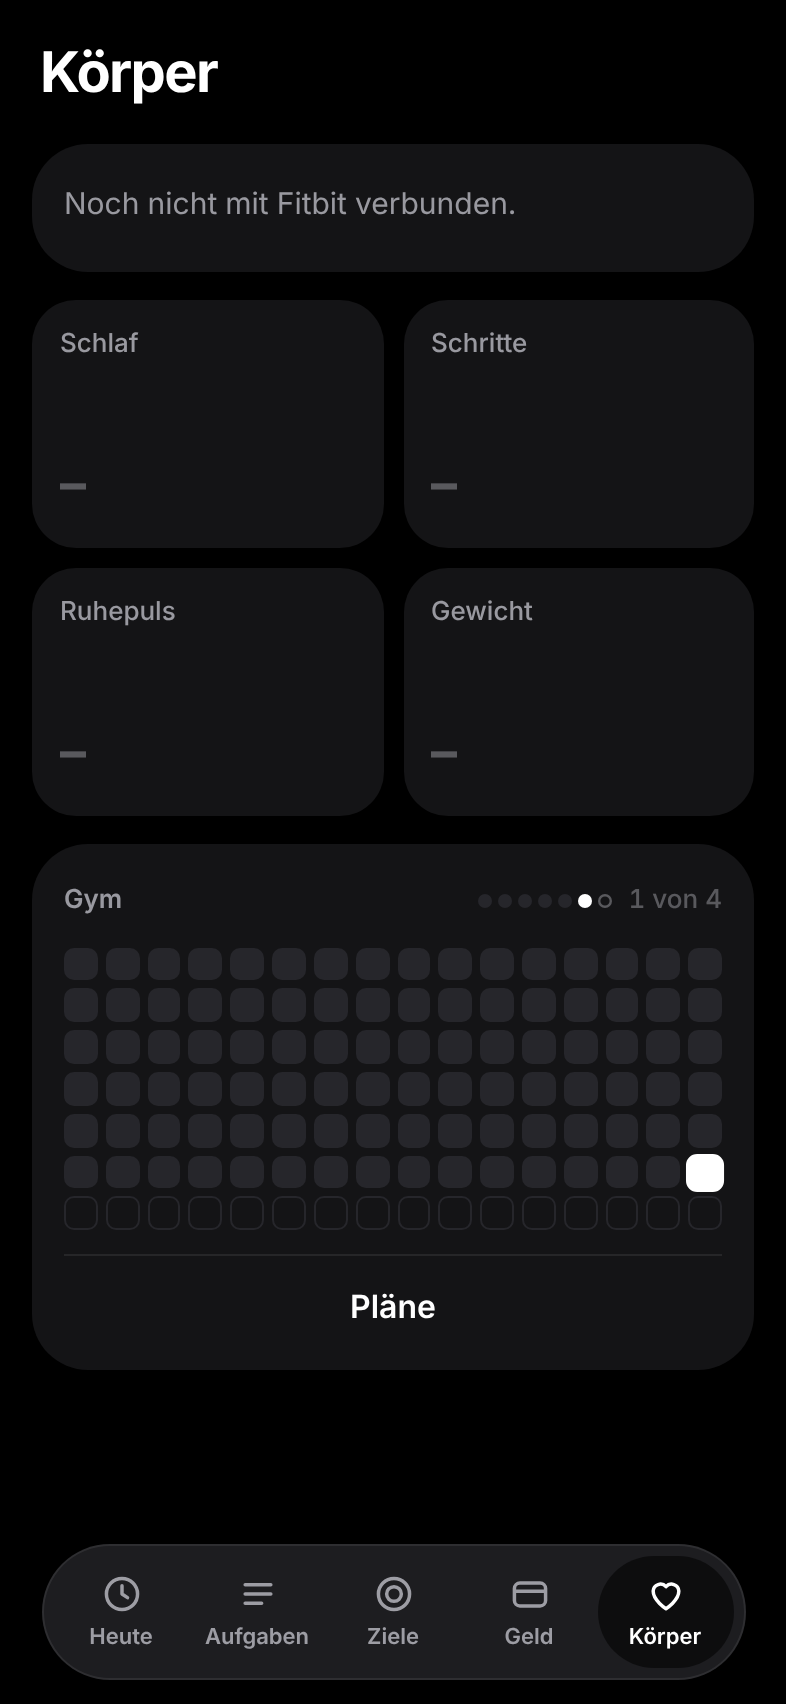 Körper
Noch nicht mit Fitbit verbunden.
Schlaf
Schritte
–
–
Ruhepuls
Gewicht
–
–
Gym
1 von 4
Pläne
Heute
Aufgaben
Ziele
Geld
Körper